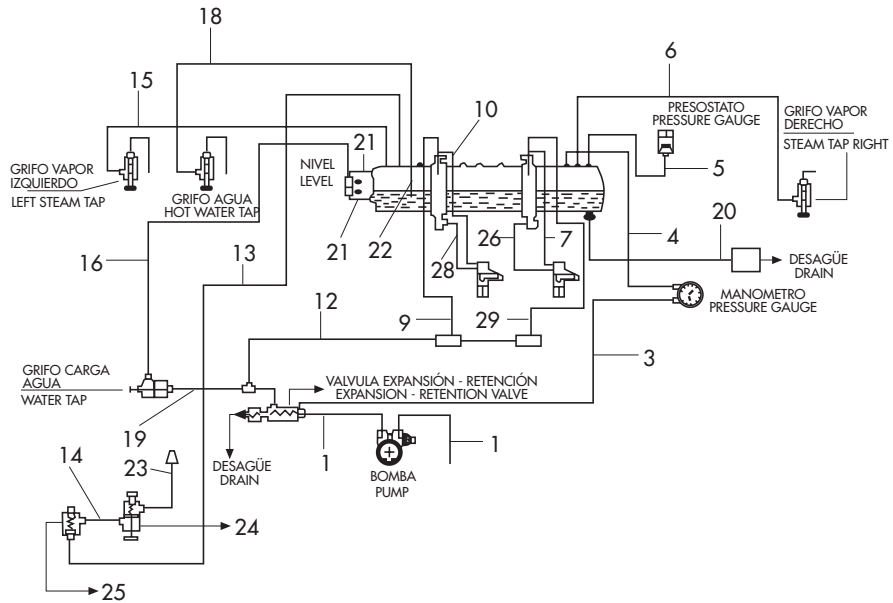 18
6
15
PRESOSTATO
PRESSURE GAUGE
GRIFO VAPOR
DERECHO
STEAM TAP RIGHT
10
21
NIVEL
LEVEL
GRIFO VAPOR
IZQUIERDO
LEFT STEAM TAP
GRIFO AGUA
HOT WATER TAP
5
16
13
21
22
28
26
7
4
20
DESAGÜE
DRAIN
12
9
29
MANOMETRO
PRESSURE GAUGE
3
GRIFO CARGA
AGUA
WATER TAP
VALVULA EXPANSIÓN - RETENCIÓN
EXPANSION - RETENTION VALVE
19
DESAGÜE
DRAIN
1
1
BOMBA
PUMP
14
23
24
25